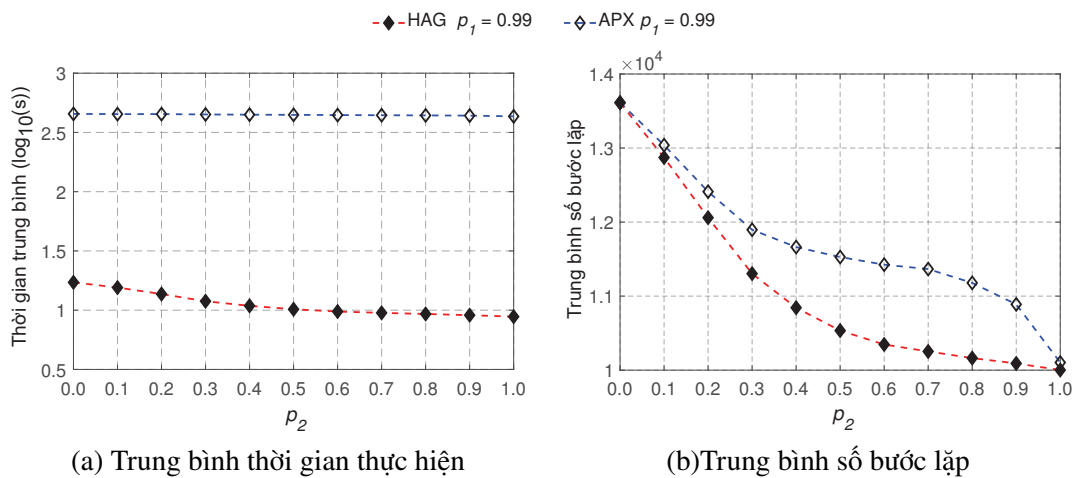 HAG p1 = 0.99 APX p1 = 0.99
Thời gian trung bình (log10(s))
3
2.5
2
1.5
1
0.5
0.0 0.1 0.2 0.3 0.4 0.5 0.6 0.7 0.8 0.9 1.0
p2
(a) Trung bình thời gian thực hiện
×10^4
Trung bình số bước lặp
1.4
1.3
1.2
1.1
1
0.0 0.1 0.2 0.3 0.4 0.5 0.6 0.7 0.8 0.9 1.0
p2
(b)Trung bình số bước lặp